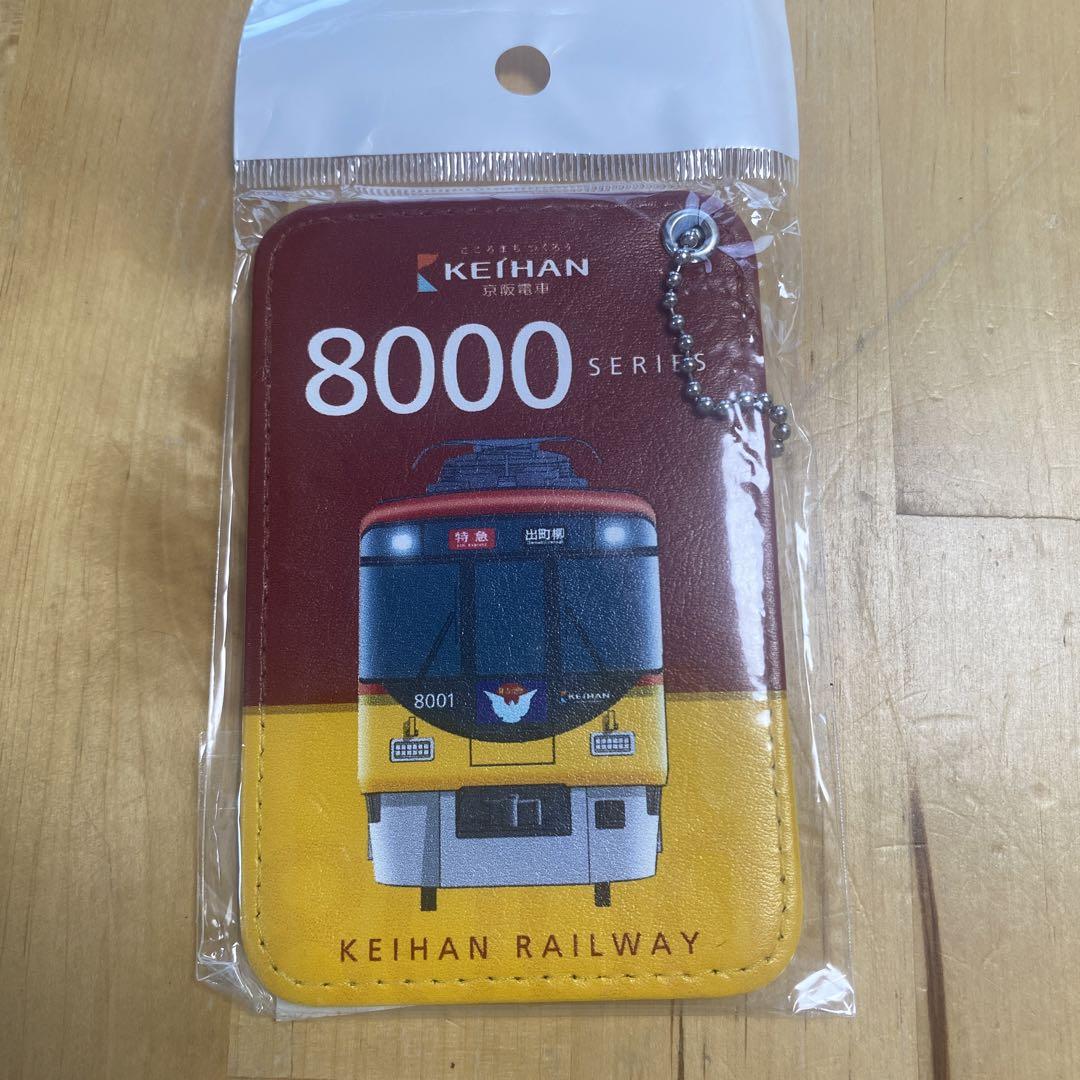 こころまち つくろう
KEIHAN
京阪電車
8000 SERIES
特急 出町柳
8001
KEIHAN
KEIHAN RAILWAY